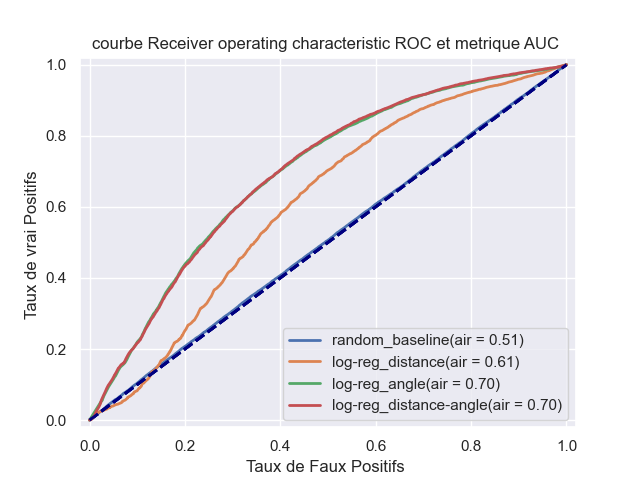 courbe Receiver operating characteristic ROC et metrique AUC
1.0
0.8
0.6
0.4
0.2
0.0
Taux de vrai Positifs
random_baseline(air = 0.51)
log-reg_distance(air = 0.61)
log-reg_angle(air = 0.70)
log-reg_distance-angle(air = 0.70)
0.0 0.2 0.4 0.6 0.8 1.0
Taux de Faux Positifs